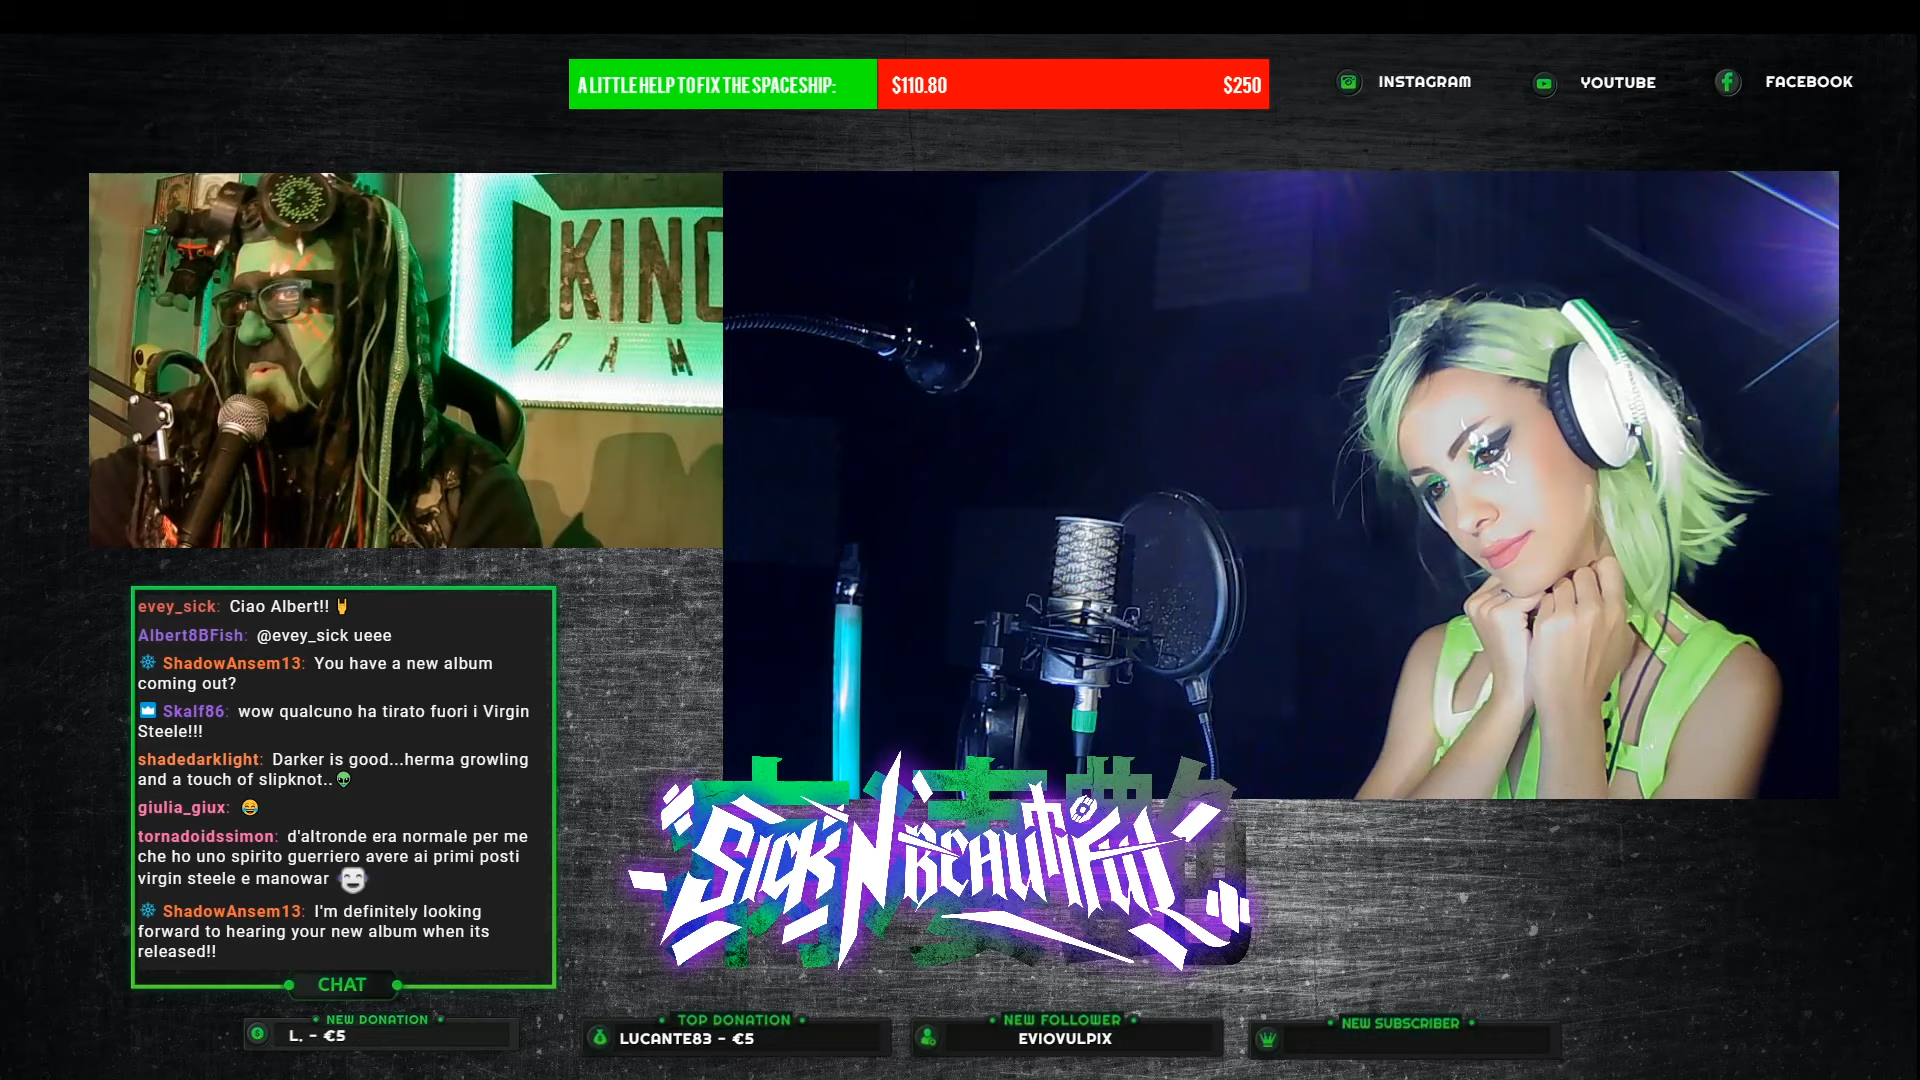 A LITTLE HELP TO FIX THE SPACESHIP:
$110.80
$250
INSTAGRAM
YOUTUBE
FACEBOOK
KING
evey_sick: Ciao Albert!! 🤘
Albert8BFish: @evey_sick ueee
ShadowAnsem13: You have a new album
coming out?
Skalf86: wow qualcuno ha tirato fuori i Virgin
Steele!!!
shadedarklight: Darker is good...herma growling
and a touch of slipknot..👽
giulia_giux: 😂
tornadoidssimon: d'altronde era normale per me
che ho uno spirito guerriero avere ai primi posti
virgin steele e manowar
ShadowAnsem13: I'm definitely looking
forward to hearing your new album when its
released!!
CHAT
SICK N' BEAUTIFUL
NEW DONATION
L. - €5
TOP DONATION
LUCANTE83 - €5
NEW FOLLOWER
EVIOVULPIX
NEW SUBSCRIBER